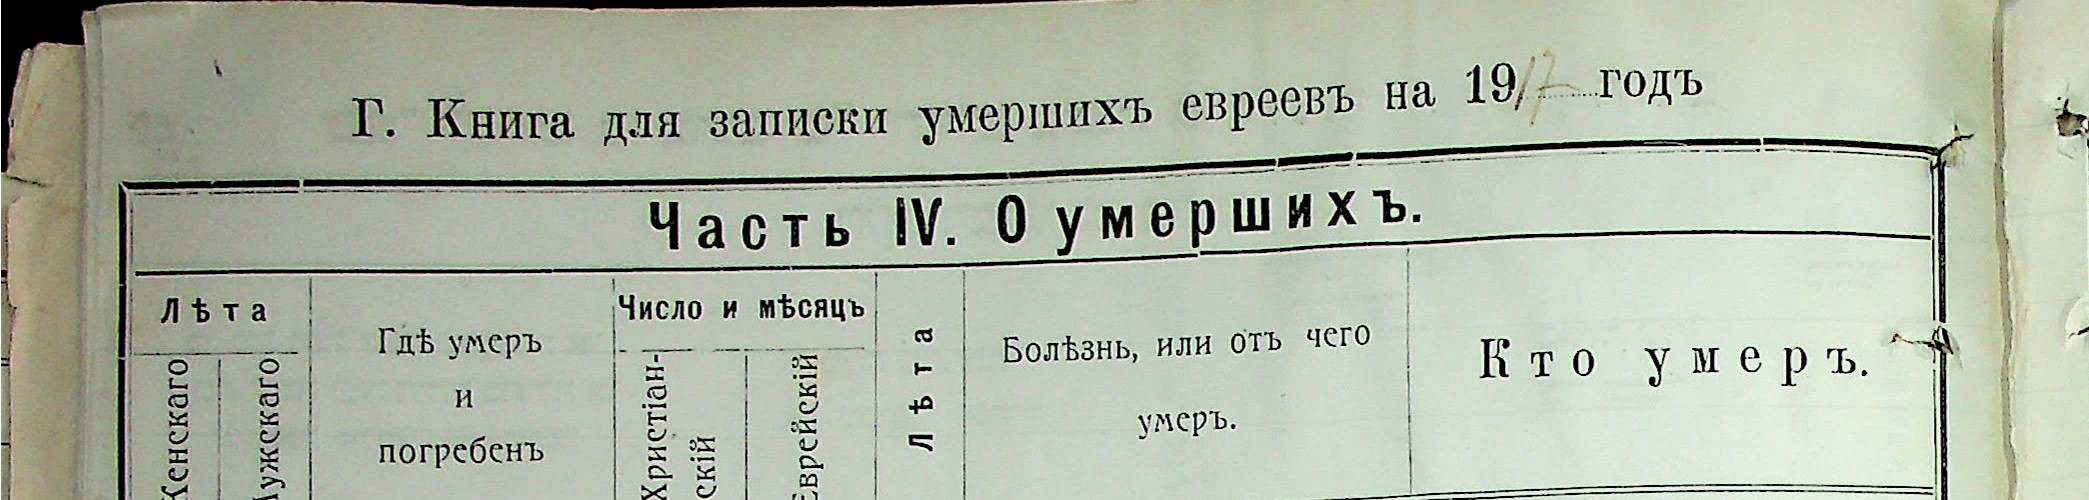 Г. Книга для записки умершихъ евреевъ на 1917 годъ
Часть IV. О умершихъ.
Лѣта
Женскаго
Мужскаго
Гдѣ умеръ
и
погребенъ
Число и мѣсяцъ
Христіан-
скій
Еврейскій
Лѣта
Болѣзнь, или отъ чего
умеръ.
Кто умеръ.